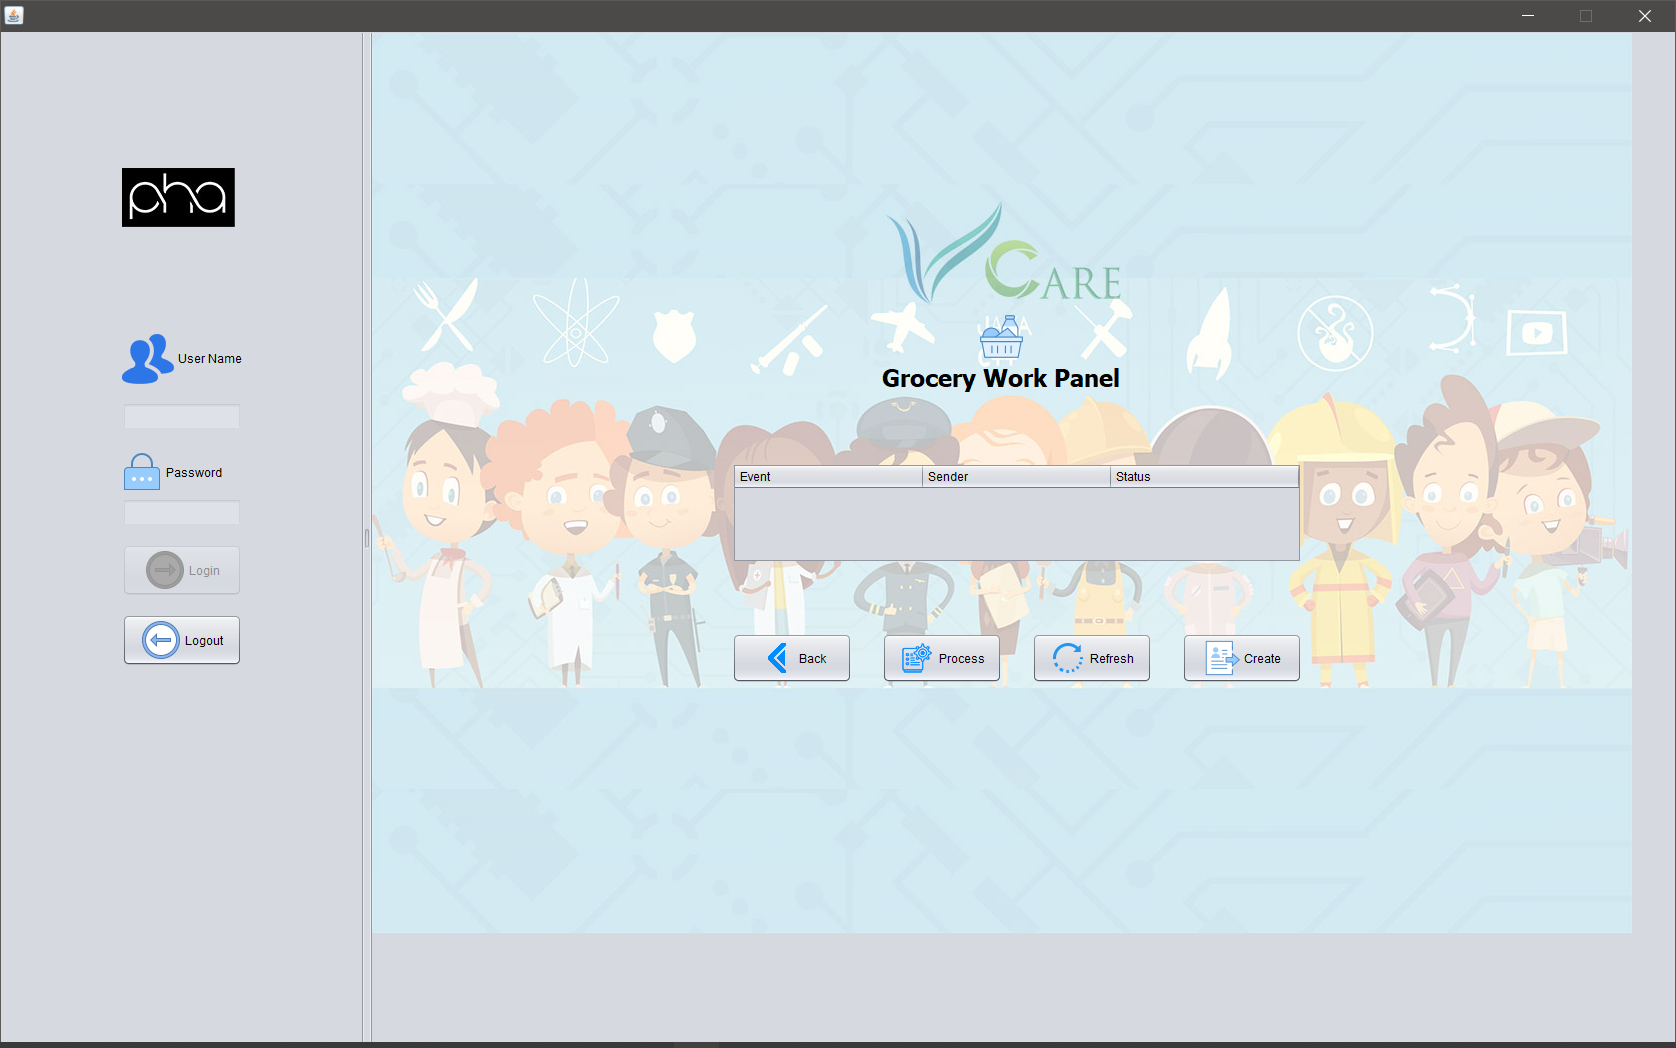 pha
User Name
Password
Login
Logout
V CARE
Grocery Work Panel
Event Sender Status
Back Process Refresh Create